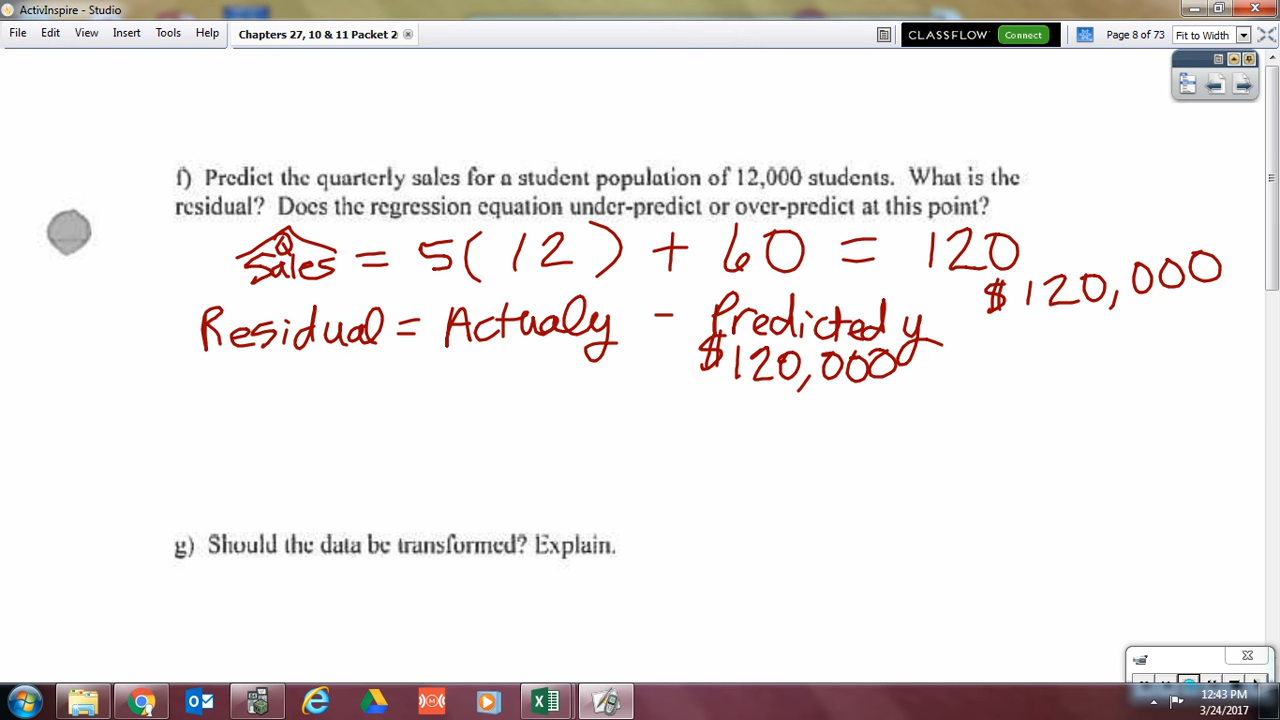 ActivInspire - Studio
File Edit View Insert Tools Help Chapters 27, 10 & 11 Packet 2 CLASSFLOW Connect Page 8 of 73 Fit to Width
f) Predict the quarterly sales for a student population of 12,000 students. What is the
residual? Does the regression equation under-predict or over-predict at this point?
Q
Sales = 5(12) + 60 = 120
$120,000
Residual = Actual y - Predicted y
$120,000
g) Should the data be transformed? Explain.
12:43 PM
3/24/2017